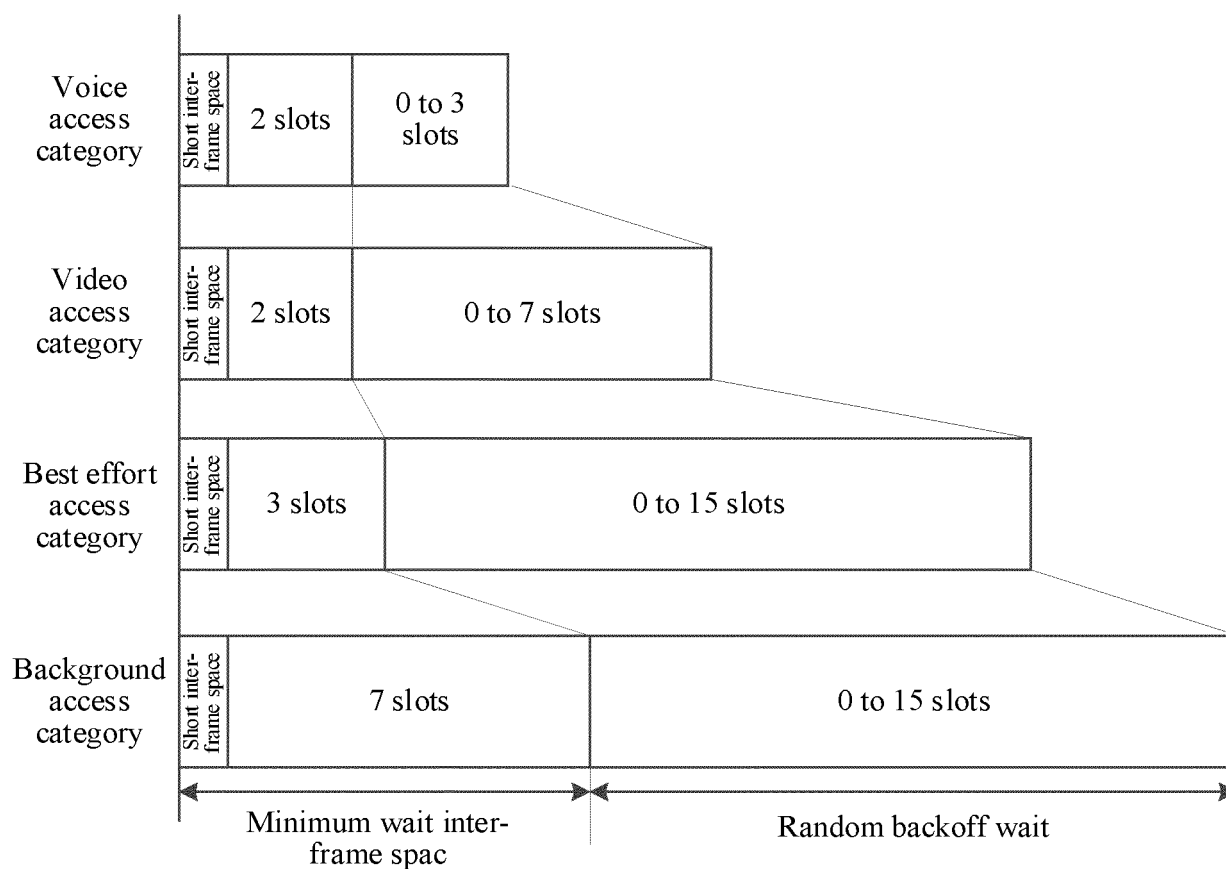 Voice
access
category
Short inter-
frame space
2 slots
0 to 3
slots
Video
access
category
Short inter-
frame space
2 slots
0 to 7 slots
Best effort
access
category
Short inter-
frame space
3 slots
0 to 15 slots
Background
access
category
Short inter-
frame space
7 slots
0 to 15 slots
Minimum wait inter-
frame spac
Random backoff wait